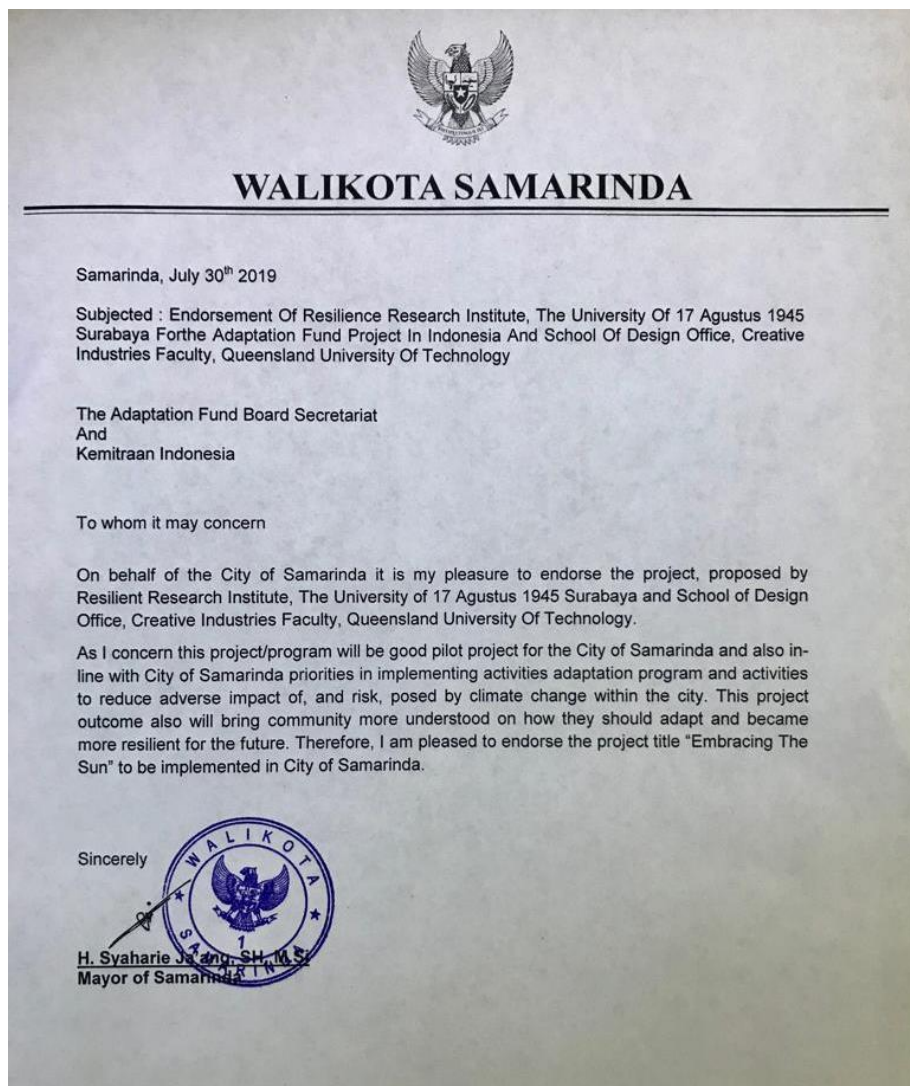 WALIKOTA SAMARINDA
Samarinda, July 30th 2019
Subjected : Endorsement Of Resilience Research Institute, The University Of 17 Agustus 1945
Surabaya Forthe Adaptation Fund Project In Indonesia And School Of Design Office, Creative
Industries Faculty, Queensland University Of Technology
The Adaptation Fund Board Secretariat
And
Kemitraan Indonesia
To whom it may concern
On behalf of the City of Samarinda it is my pleasure to endorse the project, proposed by
Resilient Research Institute, The University of 17 Agustus 1945 Surabaya and School of Design
Office, Creative Industries Faculty, Queensland University Of Technology.
As I concern this project/program will be good pilot project for the City of Samarinda and also in-
line with City of Samarinda priorities in implementing activities adaptation program and activities
to reduce adverse impact of, and risk, posed by climate change within the city. This project
outcome also will bring community more understood on how they should adapt and became
more resilient for the future. Therefore, I am pleased to endorse the project title “Embracing The
Sun” to be implemented in City of Samarinda.
Sincerely
WALIKOTA
1
SAMARINDA
H. Syaharie Ja'ang, SH, M.Si
Mayor of Samarinda